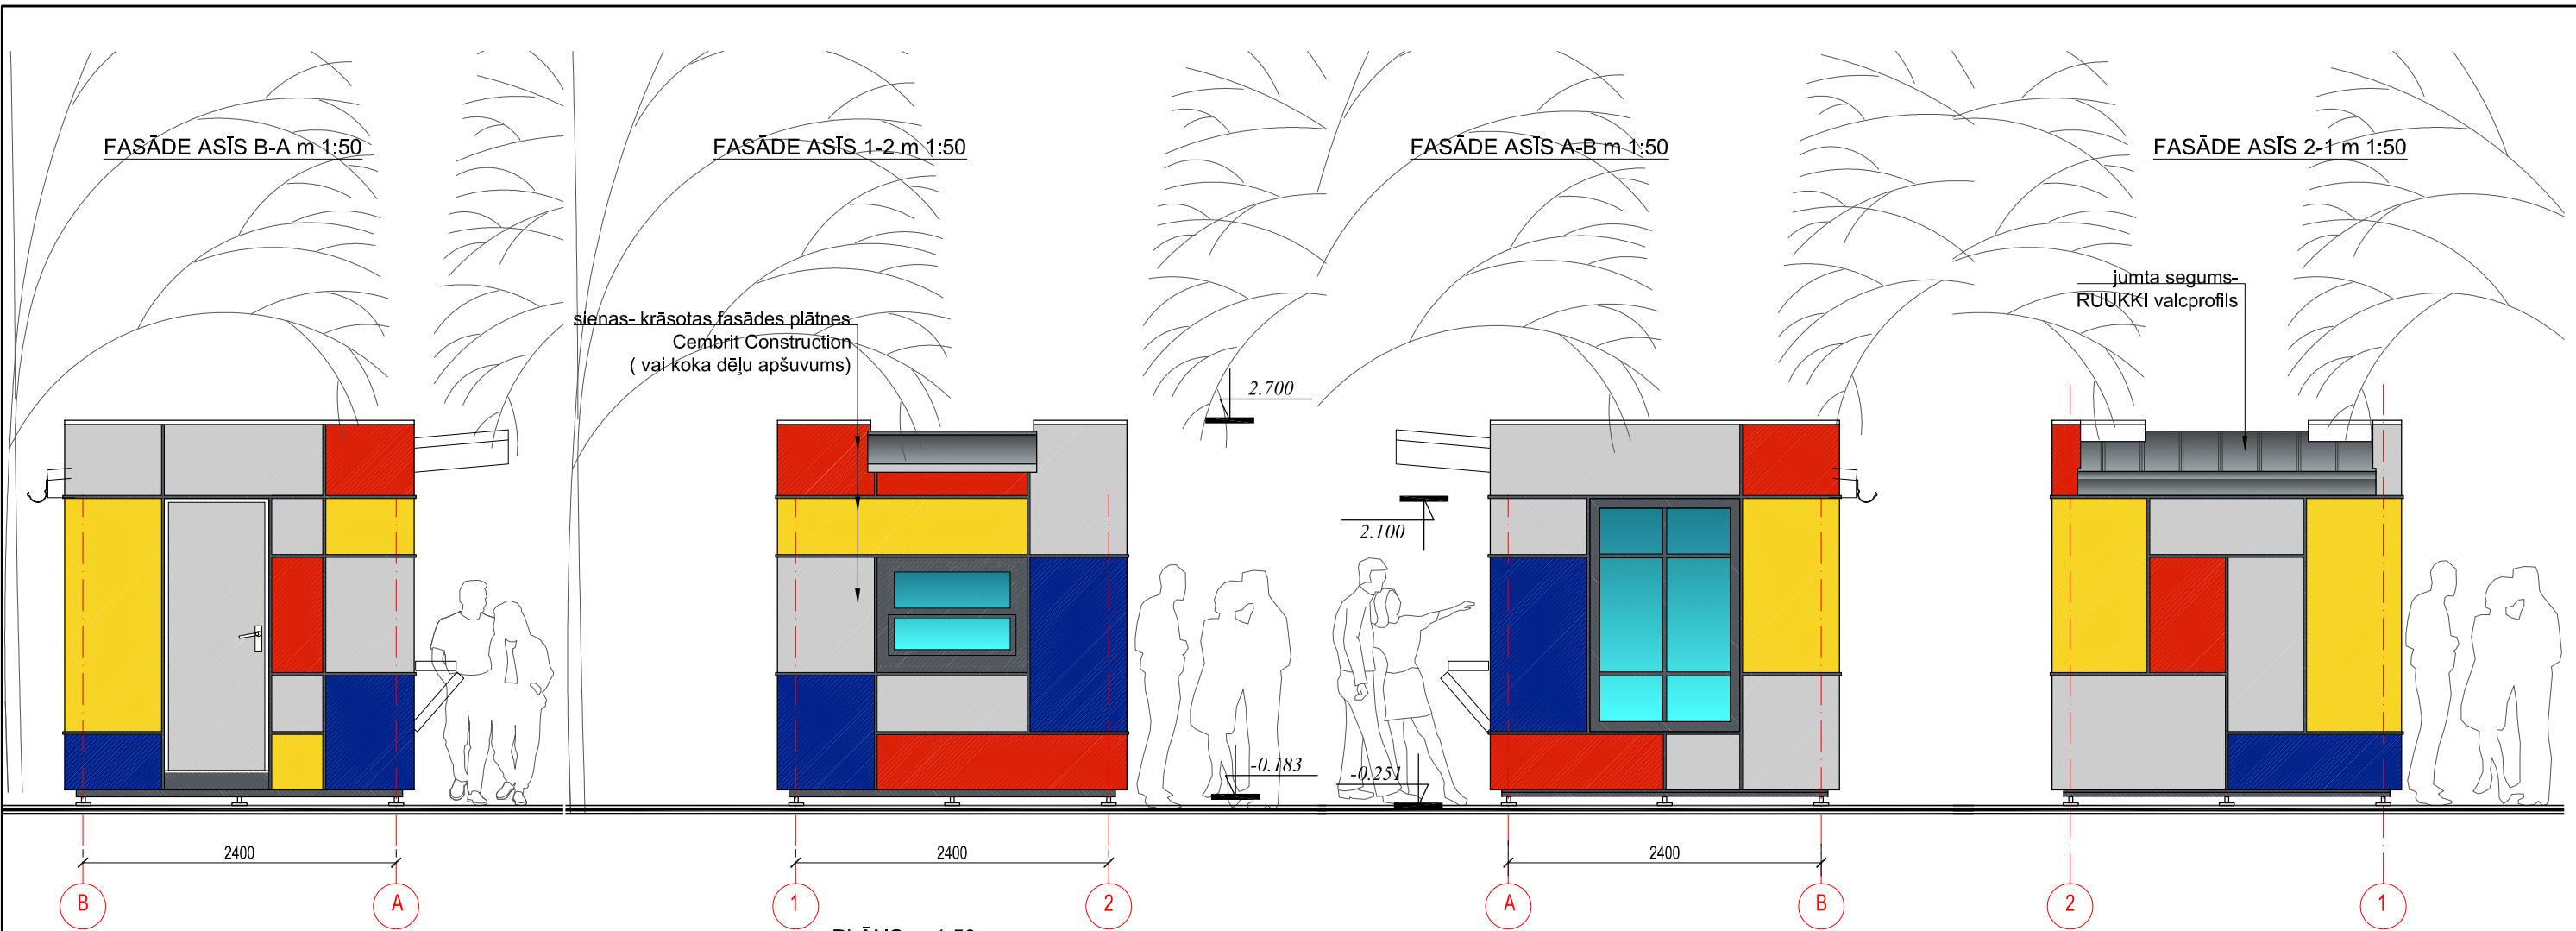 FASĀDE ASĪS B-A m 1:50
FASĀDE ASĪS 1-2 m 1:50
FASĀDE ASĪS A-B m 1:50
FASĀDE ASĪS 2-1 m 1:50
sienas- krāsotas fasādes plātnes
Cembrit Construction
( vai koka dēļu apšuvums)
jumta segums-
RUUKKI valcprofils
2.700
2.100
-0.183
-0.251
2400
2400
2400
B
A
1
2
A
B
2
1